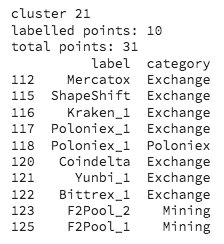 cluster 21
labelled points: 10
total points: 31
label category
112 Mercatox Exchange
115 ShapeShift Exchange
116 Kraken_1 Exchange
117 Poloniex_1 Exchange
118 Poloniex_1 Poloniex
120 Coindelta Exchange
121 Yunbi_1 Exchange
122 Bittrex_1 Exchange
123 F2Pool_2 Mining
125 F2Pool_1 Mining